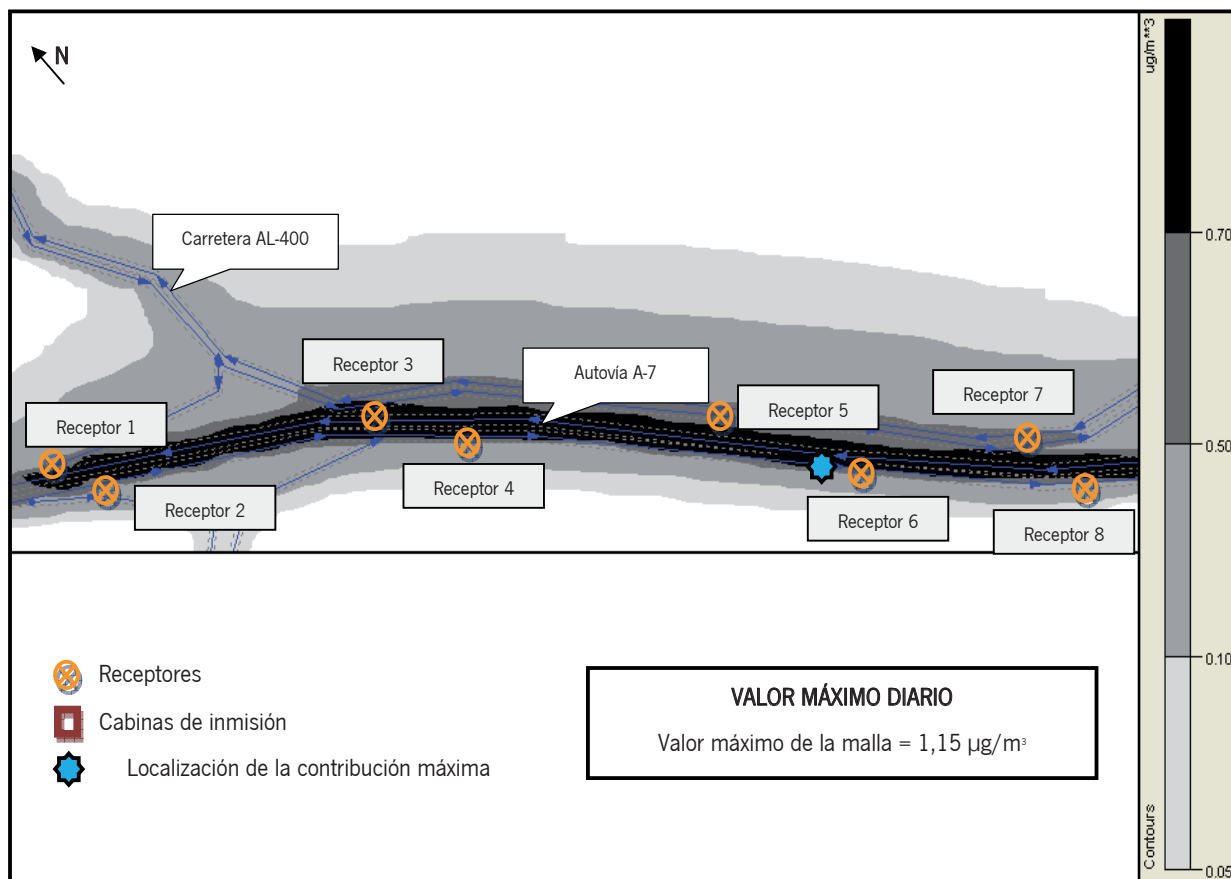 N
ug/m**3
Carretera AL-400
0.70
Receptor 3
Autovía A-7
Receptor 7
Receptor 5
Receptor 1
0.50
Receptor 4
Receptor 2
Receptor 6
Receptor 8
0.10
Receptores
VALOR MÁXIMO DIARIO
Cabinas de inmisión
Valor máximo de la malla = 1,15 µg/m³
Localización de la contribución máxima
Contours
0.05